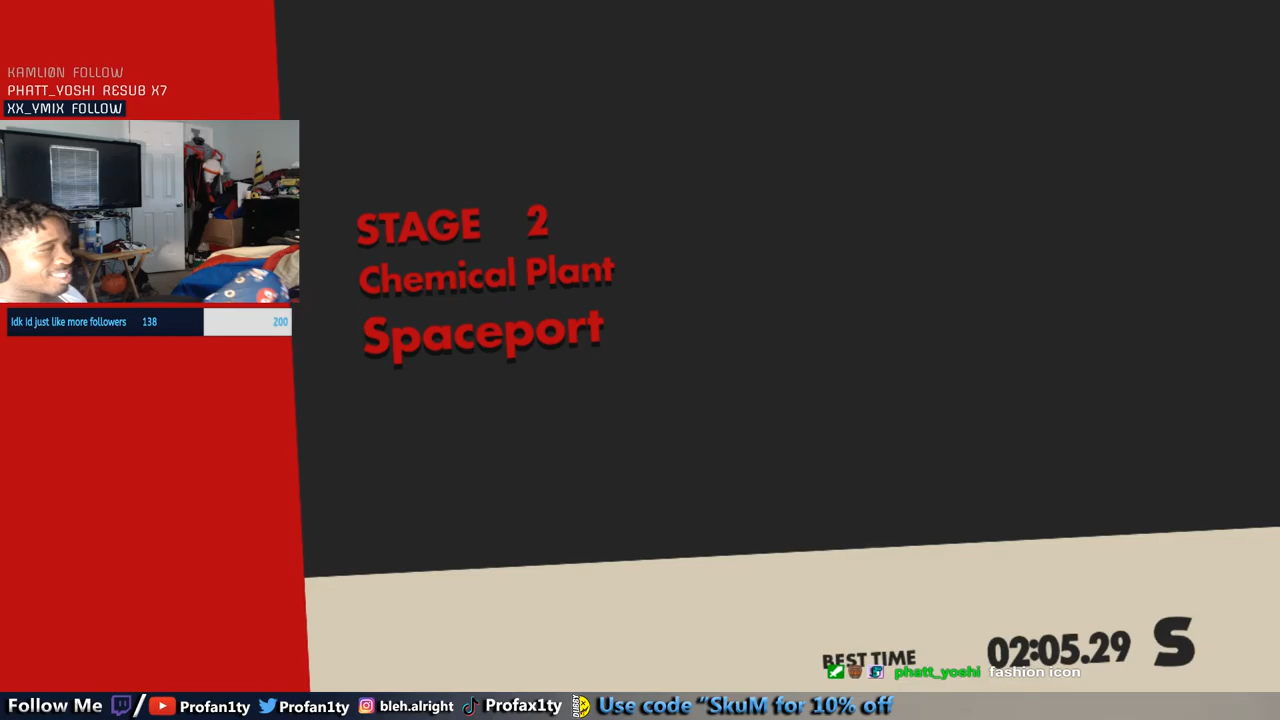 KAMLIØN FOLLOW
PHATT_YOSHI RESUB X7
XX_YMIX FOLLOW
Idk Id just like more followers 138 200
STAGE 2
Chemical Plant
Spaceport
BEST TIME 02:05.29 S
phatt_yoshi fashion icon
Follow Me / Profan1ty Profan1ty bleh.alright Profax1ty DUBBY Use code "SkuM for 10% off